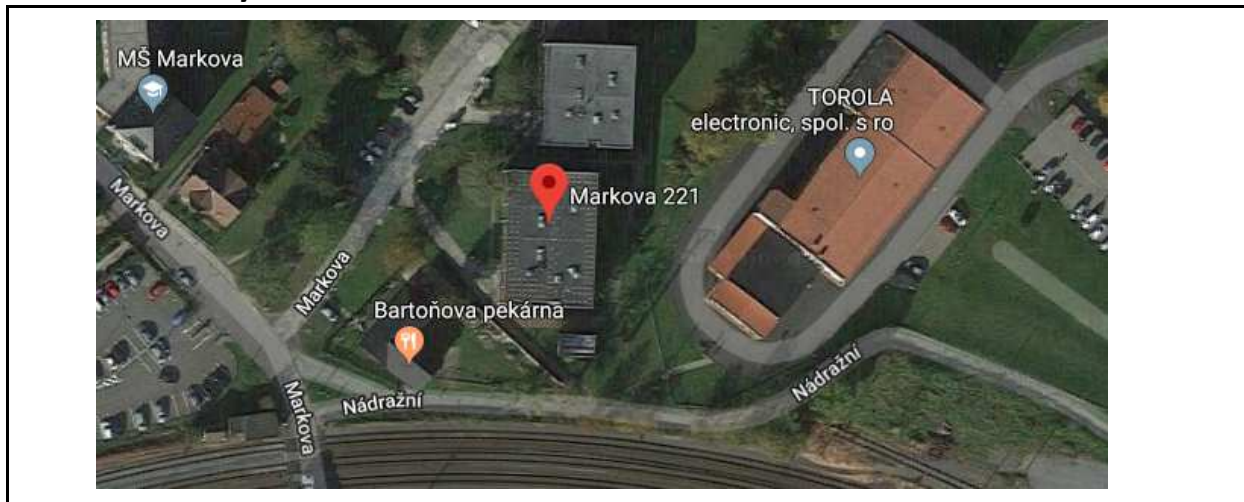 MŠ Markova
TOROLA
electronic, spol. s ro
Markova 221
Markova
Markova
Bartoňova pekárna
Nádražní
Nádražní
Markova